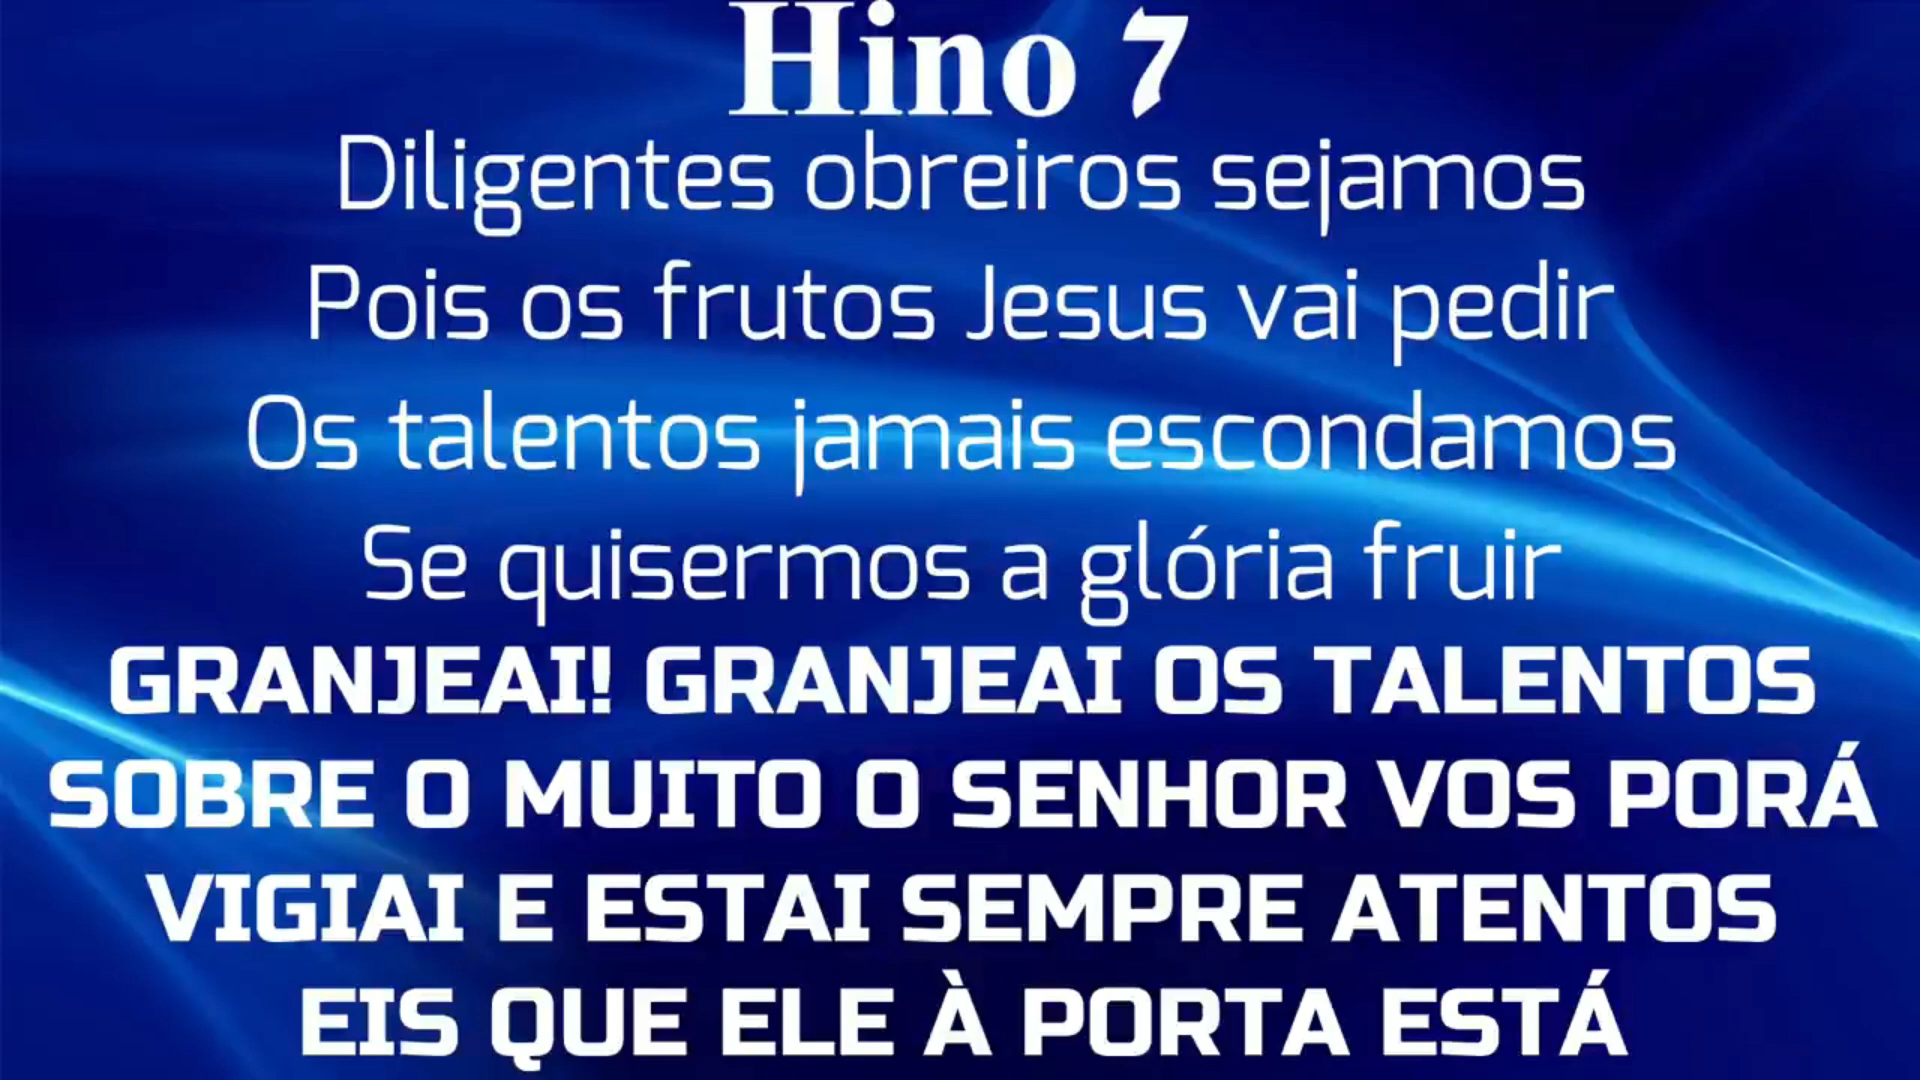 Hino 7
Diligentes obreiros sejamos
Pois os frutos Jesus vai pedir
Os talentos jamais escondamos
Se quisermos a glória fruir
GRANJEAI! GRANJEAI OS TALENTOS
SOBRE O MUITO O SENHOR VOS PORÁ
VIGIAI E ESTAI SEMPRE ATENTOS
EIS QUE ELE À PORTA ESTÁ